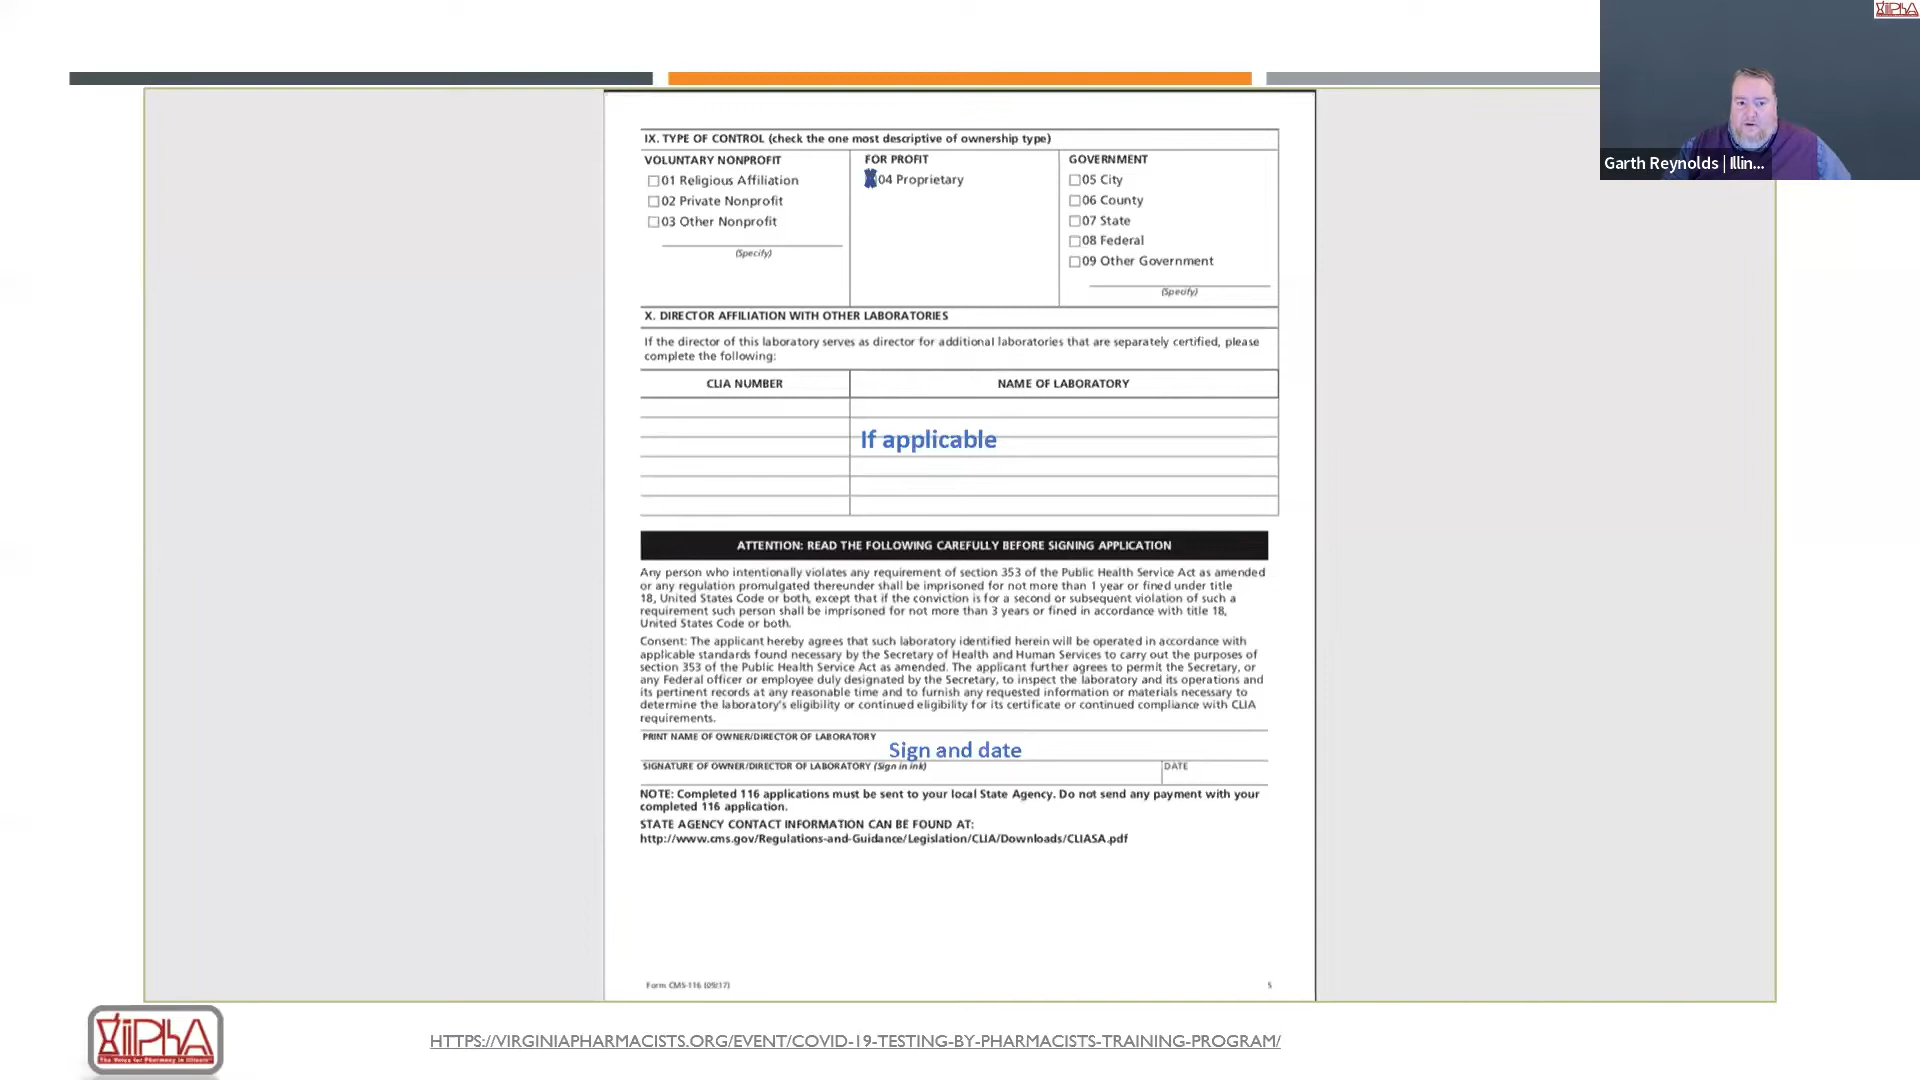 IPhA
Garth Reynolds | Illin...
IX. TYPE OF CONTROL (check the one most descriptive of ownership type)
VOLUNTARY NONPROFIT
01 Religious Affiliation
02 Private Nonprofit
03 Other Nonprofit
(Specify)
FOR PROFIT
04 Proprietary
GOVERNMENT
05 City
06 County
07 State
08 Federal
09 Other Government
(Specify)
X. DIRECTOR AFFILIATION WITH OTHER LABORATORIES
If the director of this laboratory serves as director for additional laboratories that are separately certified, please
complete the following:
CLIA NUMBER
NAME OF LABORATORY
If applicable
ATTENTION: READ THE FOLLOWING CAREFULLY BEFORE SIGNING APPLICATION
Any person who intentionally violates any requirement of section 353 of the Public Health Service Act as amended
or any regulation promulgated thereunder shall be imprisoned for not more than 1 year or fined under title
18, United States Code or both, except that if the conviction is for a second or subsequent violation of such a
requirement such person shall be imprisoned for not more than 3 years or fined in accordance with title 18,
United States Code or both.
Consent: The applicant hereby agrees that such laboratory identified herein will be operated in accordance with
applicable standards found necessary by the Secretary of Health and Human Services to carry out the purposes of
section 353 of the Public Health Service Act as amended. The applicant further agrees to permit the Secretary, or
any Federal officer or employee duly designated by the Secretary, to inspect the laboratory and its operations and
its pertinent records at any reasonable time and to furnish any requested information or materials necessary to
determine the laboratory's eligibility or continued eligibility for its certificate or continued compliance with CLIA
requirements.
PRINT NAME OF OWNER/DIRECTOR OF LABORATORY
Sign and date
SIGNATURE OF OWNER/DIRECTOR OF LABORATORY (Sign in ink)
DATE
NOTE: Completed 116 applications must be sent to your local State Agency. Do not send any payment with your
completed 116 application.
STATE AGENCY CONTACT INFORMATION CAN BE FOUND AT:
http://www.cms.gov/Regulations-and-Guidance/Legislation/CLIA/Downloads/CLIASA.pdf
Form CMS-116 (09/17)
5
IPhA
The Voice for Pharmacy in Illinois
HTTPS://VIRGINIAPHARMACISTS.ORG/EVENT/COVID-19-TESTING-BY-PHARMACISTS-TRAINING-PROGRAM/